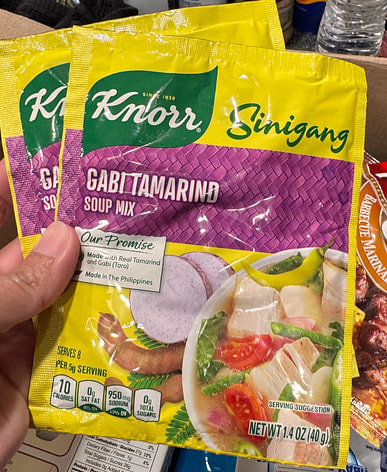 SINCE 1838
Knorr
Sinigang
GABI TAMARIND
SOUP MIX
Our Promise
Made with Real Tamarind
and Gabi (Taro)
Made in The Philippines
SERVES 8
PER 5g SERVING
10
CALORIES
0g
SAT FAT
950mg
SODIUM
0g
TOTAL
SUGARS
SERVING SUGGESTION
NET WT 1.4 OZ (40 g)
K
GA
SO
BARBECUE MARINA